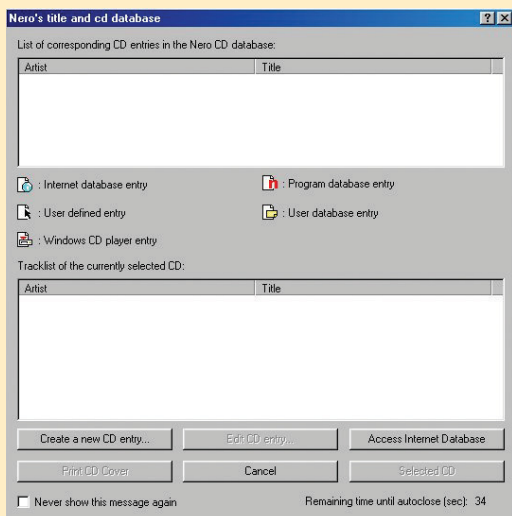 Nero's title and cd database
List of corresponding CD entries in the Nero CD database:
Artist Title
: Internet database entry : Program database entry
: User defined entry : User database entry
: Windows CD player entry
Tracklist of the currently selected CD:
Artist Title
Create a new CD entry... Edit CD entry... Access Internet Database
Print CD Cover Cancel Selected CD
Never show this message again Remaining time until autoclose (sec): 34